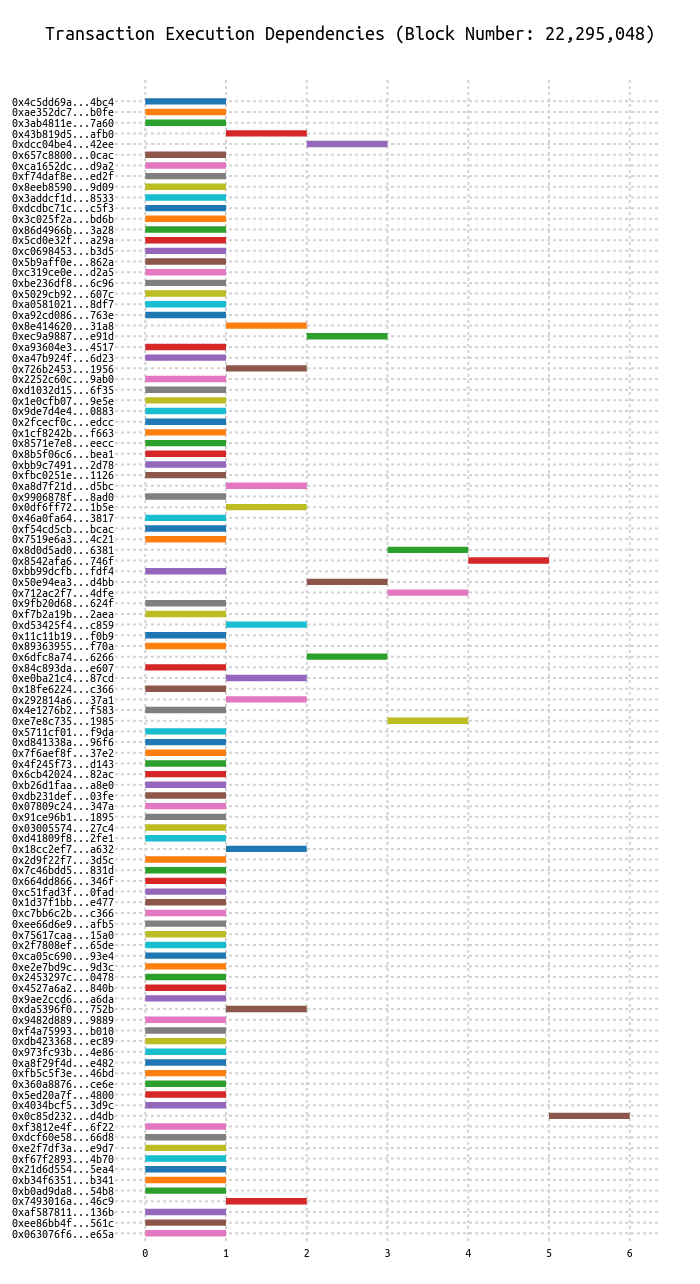 Transaction Execution Dependencies (Block Number: 22,295,048)
0x4c5dd69a...4bc4
0xae352dc7...b0fe
0x3ab4811e...7a60
0x43b819d5...afb0
0xdcc04be4...42ee
0x657c8800...0cac
0xca1652dc...d9a2
0xf74daf8e...ed2f
0x8eeb8590...9d09
0x3addcf1d...8533
0xdcdbc71c...c5f3
0x3c025f2a...bd6b
0x86d4966b...3a28
0x5cd0e32f...a29a
0xc0698453...b3d5
0x5b9aff0e...862a
0xc319ce0e...d2a5
0xbe236df8...6c96
0x5029cb92...607c
0xa0581021...8df7
0xa92cd086...763e
0x8e414620...31a8
0xec9a9887...e91d
0xa93604e3...4517
0xa47b924f...6d23
0x726b2453...1956
0x2252c60c...9ab0
0xd1032d15...6f35
0x1e0cfb07...9e5e
0x9de7d4e4...0883
0x2fcecf0c...edcc
0x1cf8242b...f663
0x8571e7e8...eecc
0x8b5f06c6...bea1
0xbb9c7491...2d78
0xfbc0251e...1126
0xa8d7f21d...d5bc
0x9906878f...8ad0
0x0df6ff72...1b5e
0x46a0fa64...3817
0xf54cd5cb...bcac
0x7519e6a3...4c21
0x8d0d5ad0...6381
0x8542afa6...746f
0xbb99dcfb...fdf4
0x50e94ea3...d4bb
0x712ac2f7...4dfe
0x9fb20d68...624f
0xf7b2a19b...2aea
0xd53425f4...c859
0x11c11b19...f0b9
0x89363955...f70a
0x6dfc8a74...6266
0x84c893da...e607
0xe0ba21c4...87cd
0x18fe6224...c366
0x292814a6...37a1
0x4e1276b2...f583
0xe7e8c735...1985
0x5711cf01...f9da
0xd841338a...96f6
0x7f6aef8f...37e2
0x4f245f73...d143
0x6cb42024...82ac
0xb26d1faa...a8e0
0xdb231def...03fe
0x07809c24...347a
0x91ce96b1...1895
0x03005574...27c4
0xd41809f8...2fe1
0x18cc2ef7...a632
0x2d9f22f7...3d5c
0x7c46bdd5...831d
0x664dd866...346f
0xc51fad3f...0fad
0x1d37f1bb...e477
0xc7bb6c2b...c366
0xee66d6e9...afb5
0x75617caa...15a0
0x2f7808ef...65de
0xca05c690...93e4
0xe2e7bd9c...9d3c
0x2453297c...0478
0x4527a6a2...840b
0x9ae2ccd6...a6da
0xda5396f0...752b
0x9482d889...9889
0xf4a75993...b010
0xdb423368...ec89
0x973fc93b...4e86
0xa8f29f4d...e482
0xfb5c5f3e...46bd
0x360a8876...ce6e
0x5ed20a7f...4800
0x4034bcf5...3d9c
0x0c85d232...d4db
0xf3812e4f...6f22
0xdcf60e58...66d8
0xe2f7df3a...e9d7
0xf67f2893...4b70
0x21d6d554...5ea4
0xb34f6351...b341
0xb0ad9da8...54b8
0x7493016a...46c9
0xaf587811...136b
0xee86bb4f...561c
0x063076f6...e65a
0 1 2 3 4 5 6